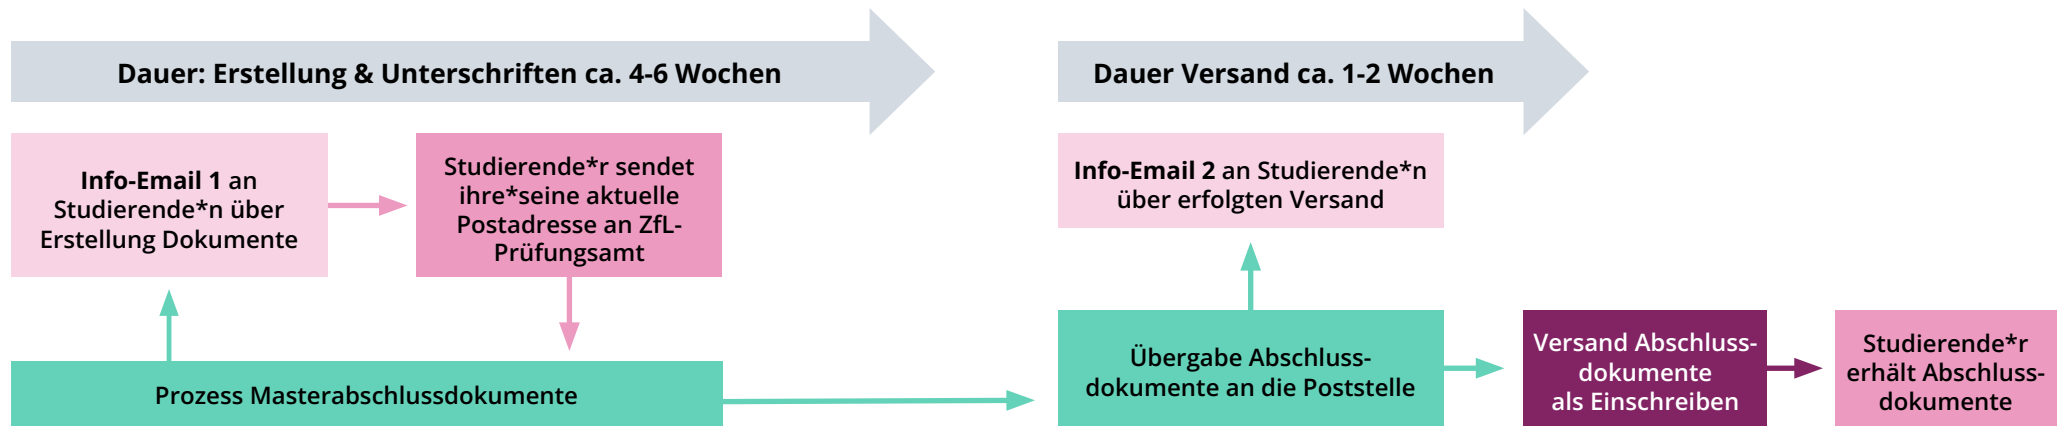 Dauer: Erstellung & Unterschriften ca. 4-6 Wochen
Dauer Versand ca. 1-2 Wochen
Info-Email 1 an
Studierende*n über
Erstellung Dokumente
Studierende*r sendet
ihre*seine aktuelle
Postadresse an ZfL-
Prüfungsamt
Info-Email 2 an Studierende*n
über erfolgten Versand
Prozess Masterabschlussdokumente
Übergabe Abschluss-
dokumente an die Poststelle
Versand Abschluss-
dokumente
als Einschreiben
Studierende*r
erhält Abschluss-
dokumente